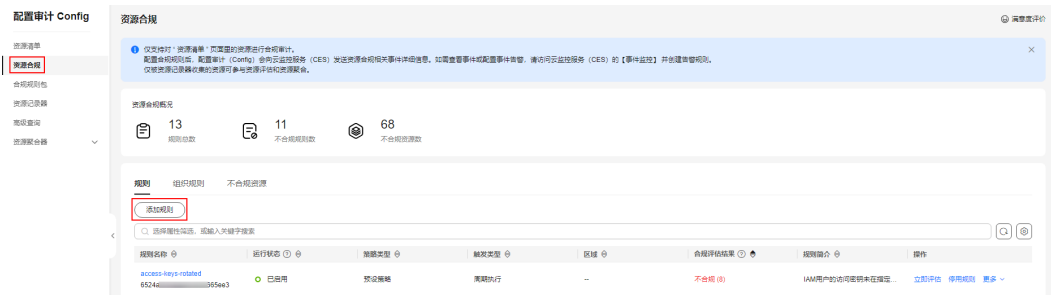 配置审计 Config
资源清单
资源合规
合规规则包
资源记录器
高级查询
资源聚合器
资源合规
满意度评价
仅支持对“资源清单”页面里的资源进行合规审计。
配置合规规则后，配置审计（Config）会向云监控服务（CES）发送资源合规相关事件详细信息。如需查看事件或配置事件告警，请访问云监控服务（CES）的【事件监控】并创建告警规则。
仅被资源记录器收集的资源可参与资源评估和资源聚合。
资源合规概况
13
规则总数
11
不合规规则数
68
不合规资源数
规则 组织规则 不合规资源
添加规则
选择属性筛选，或输入关键字搜索
规则名称 运行状态 策略类型 触发类型 区域 合规评估结果 规则简介 操作
access-keys-rotated
6524a 565ee3
已启用 预设策略 周期执行 -- 不合规 (8) IAM用户的访问密钥未在指定... 立即评估 停用规则 更多